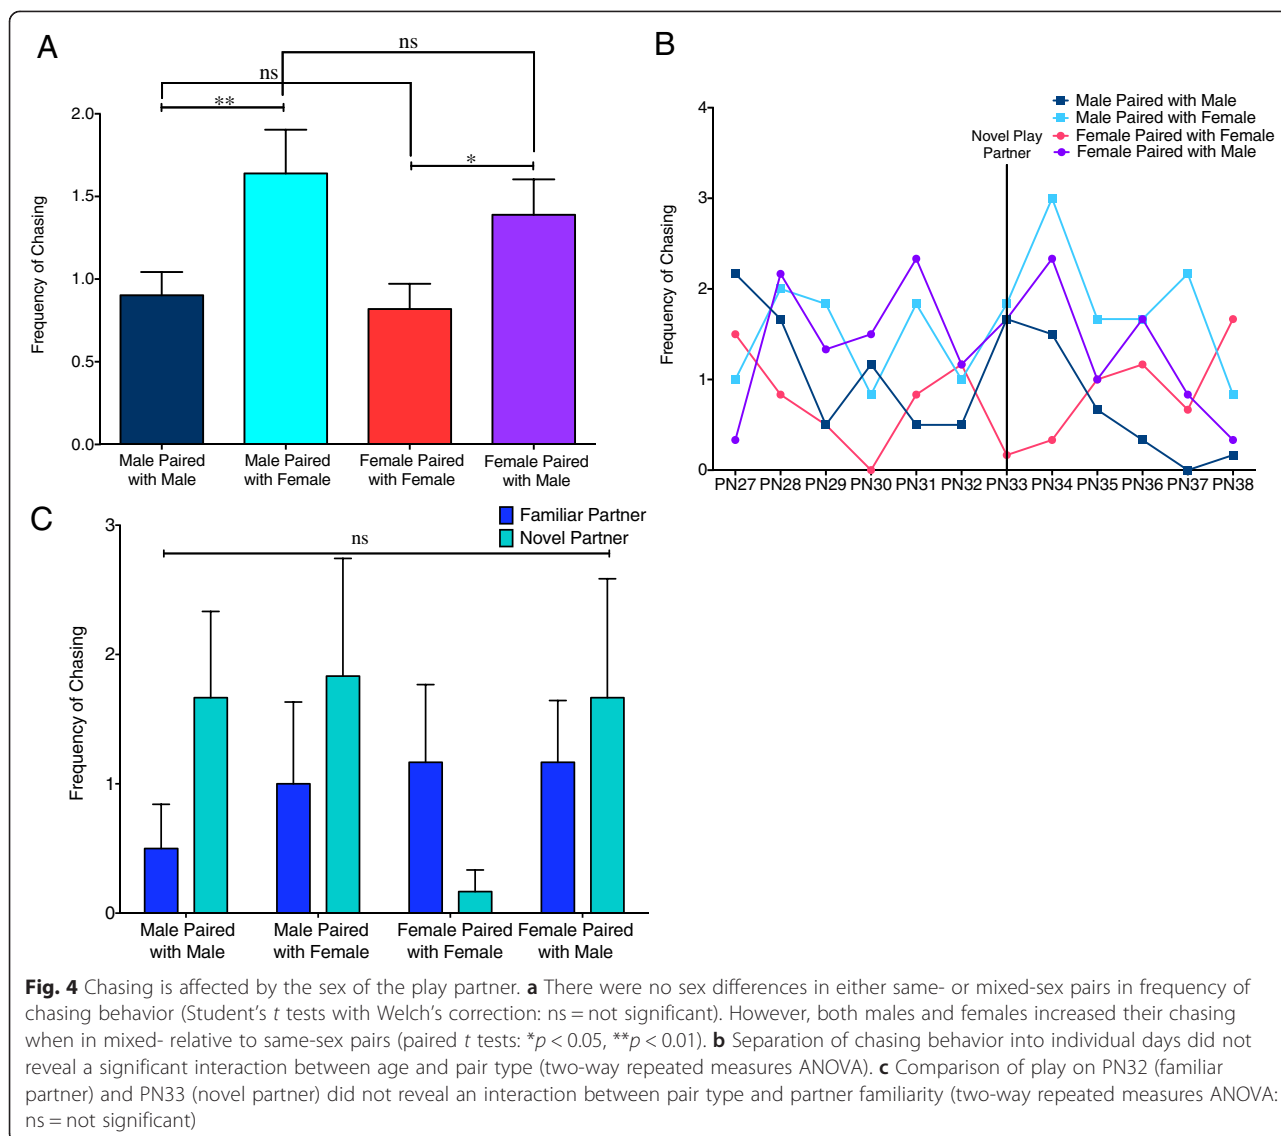 A
ns
ns
**
*
2.0
1.5
1.0
0.5
0.0
Frequency of Chasing
Male Paired with Male
Male Paired with Female
Female Paired with Female
Female Paired with Male
B
Male Paired with Male
Male Paired with Female
Female Paired with Female
Female Paired with Male
Novel Play
Partner
4
3
2
1
0
Frequency of Chasing
PN27 PN28 PN29 PN30 PN31 PN32 PN33 PN34 PN35 PN36 PN37 PN38
C
Familiar Partner
Novel Partner
ns
3
2
1
0
Frequency of Chasing
Male Paired with Male
Male Paired with Female
Female Paired with Female
Female Paired with Male
Fig. 4 Chasing is affected by the sex of the play partner. a There were no sex differences in either same- or mixed-sex pairs in frequency of
chasing behavior (Student's t tests with Welch's correction: ns = not significant). However, both males and females increased their chasing
when in mixed- relative to same-sex pairs (paired t tests: *p < 0.05, **p < 0.01). b Separation of chasing behavior into individual days did not
reveal a significant interaction between age and pair type (two-way repeated measures ANOVA). c Comparison of play on PN32 (familiar
partner) and PN33 (novel partner) did not reveal an interaction between pair type and partner familiarity (two-way repeated measures ANOVA:
ns = not significant)